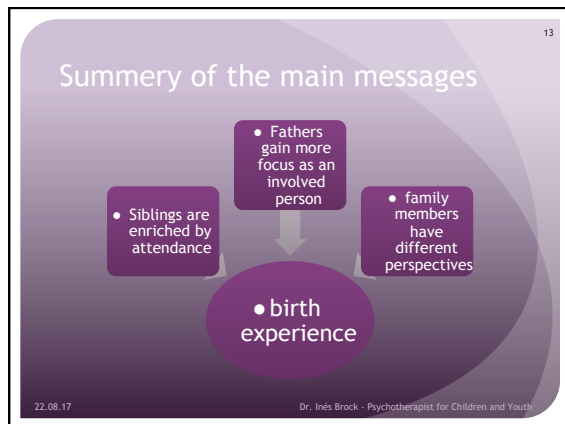 13
Summery of the main messages
● Fathers
gain more
focus as an
involved
person
● Siblings are
enriched by
attendance
● family
members
have
different
perspectives
● birth
experience
22.08.17
Dr. Inés Brock - Psychotherapist for Children and Youth